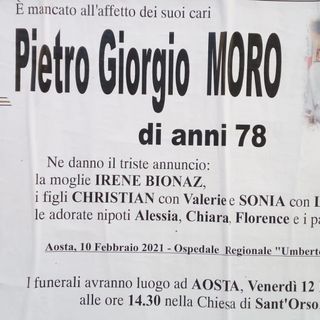 È mancato all'affetto dei suoi cari
Pietro Giorgio MORO
di anni 78
Ne danno il triste annuncio:
la moglie IRENE BIONAZ,
i figli CHRISTIAN con Valerie e SONIA con
le adorate nipoti Alessia, Chiara, Florence e i
Aosta, 10 Febbraio 2021 - Ospedale Regionale "Umberto
I funerali avranno luogo ad AOSTA, Venerdì 12
alle ore 14.30 nella Chiesa di Sant'Orso